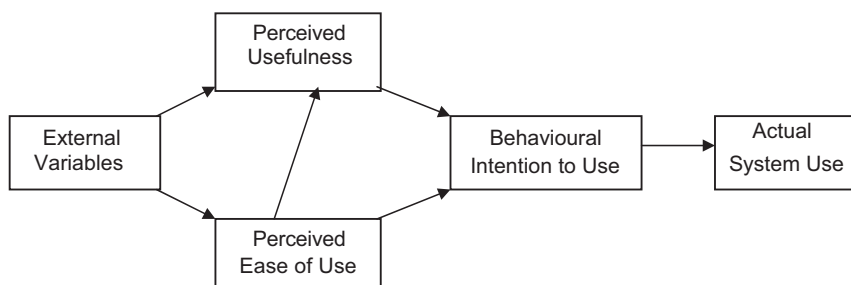 Perceived
Usefulness
External
Variables
Behavioural
Intention to Use
Actual
System Use
Perceived
Ease of Use